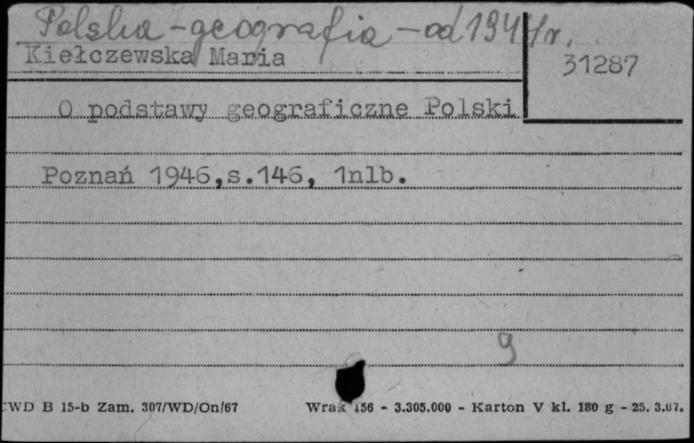 Polska - geografia - od 1944 r.
Kiełczewska Maria
31287
O podstawy geograficzne Polski
Poznań 1946,s.146, 1nlb.
9
CWD B 15-b Zam. 307/WD/On/67 Wrak 156 - 3.305.000 - Karton V kl. 180 g - 25. 3.67.